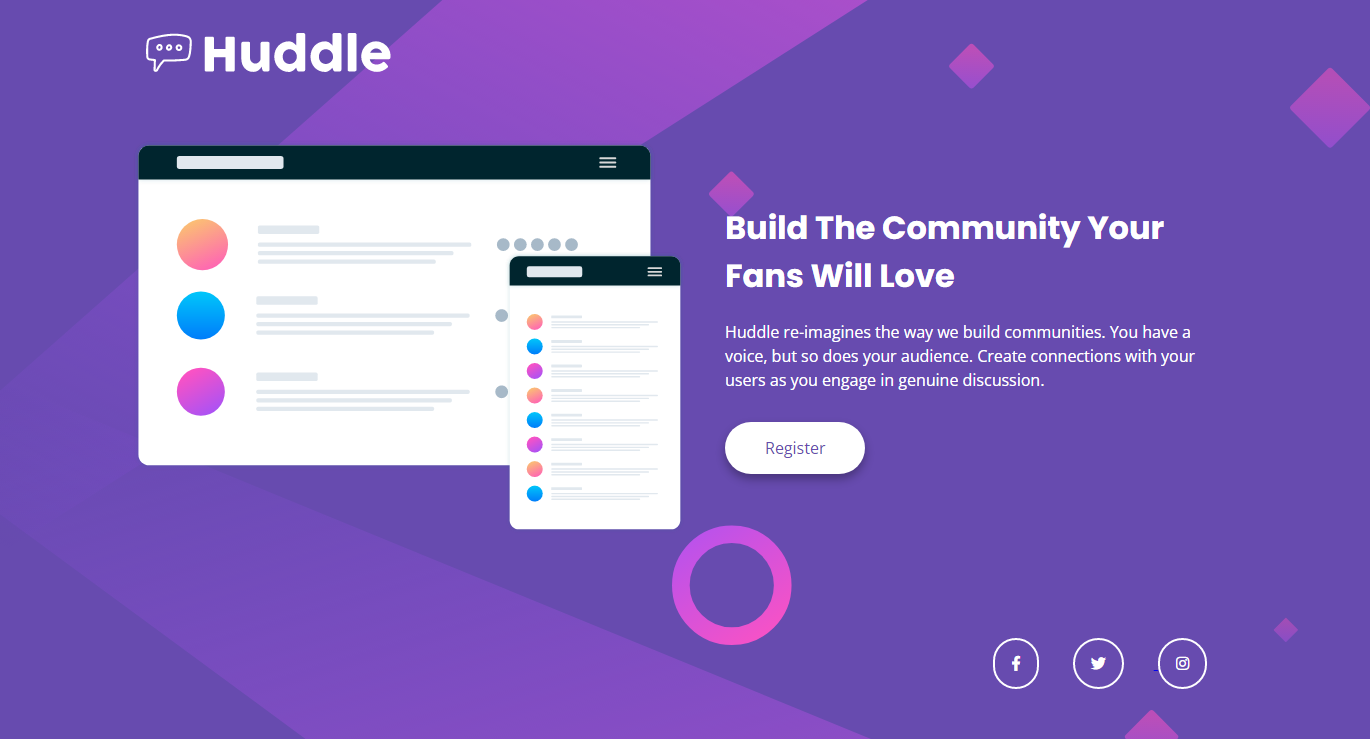 Huddle
Build The Community Your
Fans Will Love
Huddle re-imagines the way we build communities. You have a
voice, but so does your audience. Create connections with your
users as you engage in genuine discussion.
Register